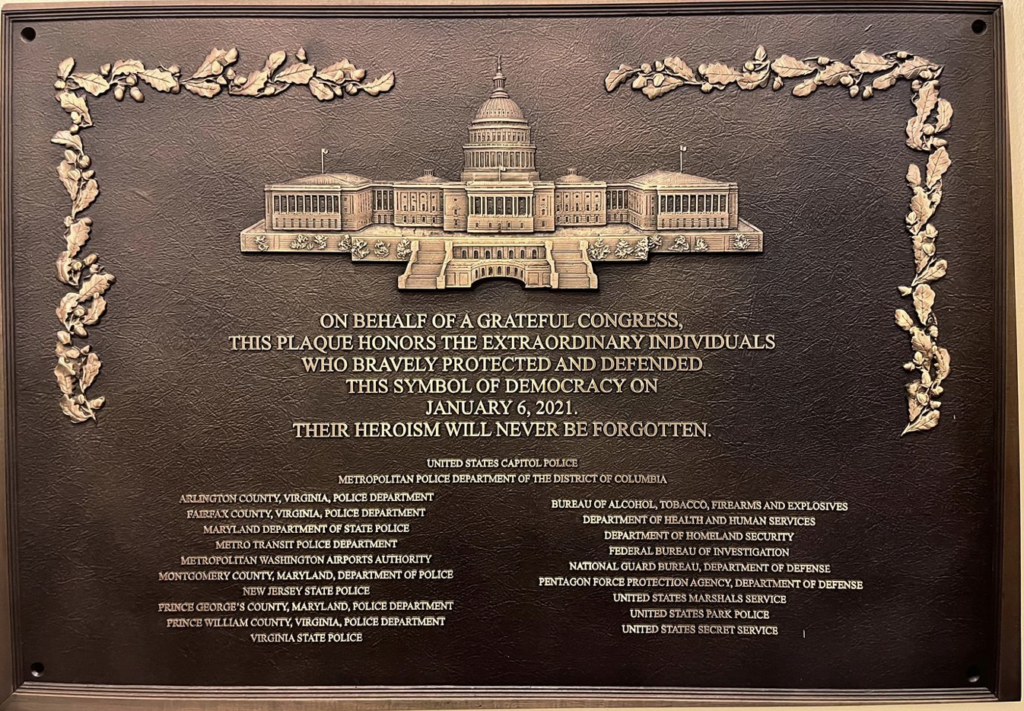 ON BEHALF OF A GRATEFUL CONGRESS,
THIS PLAQUE HONORS THE EXTRAORDINARY INDIVIDUALS
WHO BRAVELY PROTECTED AND DEFENDED
THIS SYMBOL OF DEMOCRACY ON
JANUARY 6, 2021.
THEIR HEROISM WILL NEVER BE FORGOTTEN.
UNITED STATES CAPITOL POLICE
METROPOLITAN POLICE DEPARTMENT OF THE DISTRICT OF COLUMBIA
ARLINGTON COUNTY, VIRGINIA, POLICE DEPARTMENT
FAIRFAX COUNTY, VIRGINIA, POLICE DEPARTMENT
MARYLAND DEPARTMENT OF STATE POLICE
METRO TRANSIT POLICE DEPARTMENT
METROPOLITAN WASHINGTON AIRPORTS AUTHORITY
MONTGOMERY COUNTY, MARYLAND, DEPARTMENT OF POLICE
NEW JERSEY STATE POLICE
PRINCE GEORGE'S COUNTY, MARYLAND, POLICE DEPARTMENT
PRINCE WILLIAM COUNTY, VIRGINIA, POLICE DEPARTMENT
VIRGINIA STATE POLICE
BUREAU OF ALCOHOL, TOBACCO, FIREARMS AND EXPLOSIVES
DEPARTMENT OF HEALTH AND HUMAN SERVICES
DEPARTMENT OF HOMELAND SECURITY
FEDERAL BUREAU OF INVESTIGATION
NATIONAL GUARD BUREAU, DEPARTMENT OF DEFENSE
PENTAGON FORCE PROTECTION AGENCY, DEPARTMENT OF DEFENSE
UNITED STATES MARSHALS SERVICE
UNITED STATES PARK POLICE
UNITED STATES SECRET SERVICE